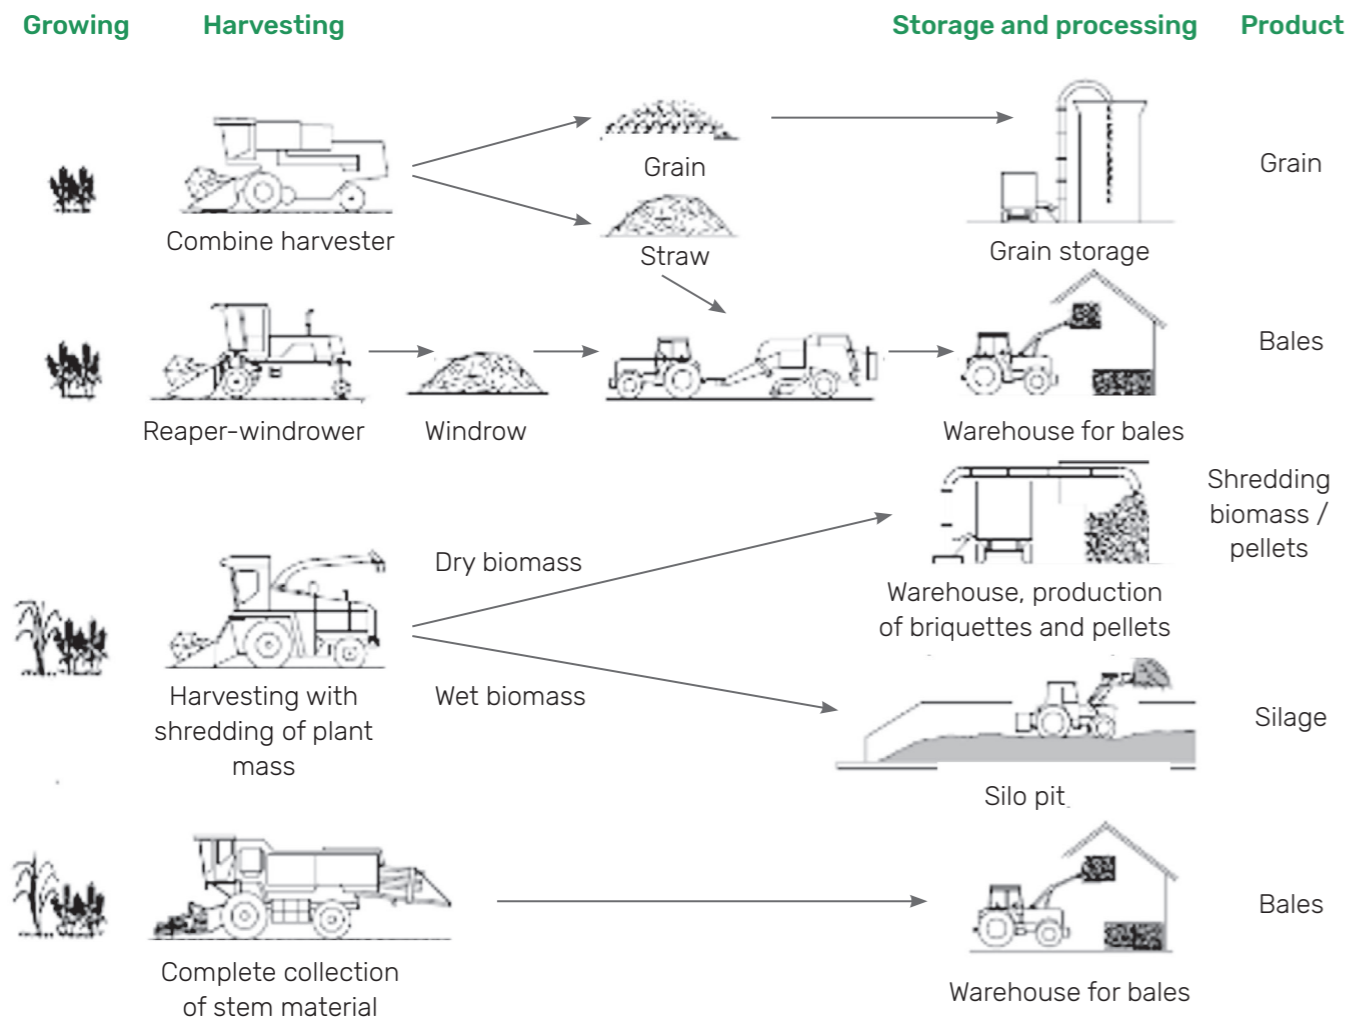 Growing
Harvesting
Storage and processing
Product
Grain
Combine harvester
Straw
Grain storage
Grain
Reaper-windrower
Windrow
Warehouse for bales
Bales
Harvesting with
shredding of plant
mass
Dry biomass
Wet biomass
Warehouse, production
of briquettes and pellets
Shredding
biomass /
pellets
Silo pit
Silage
Complete collection
of stem material
Warehouse for bales
Bales